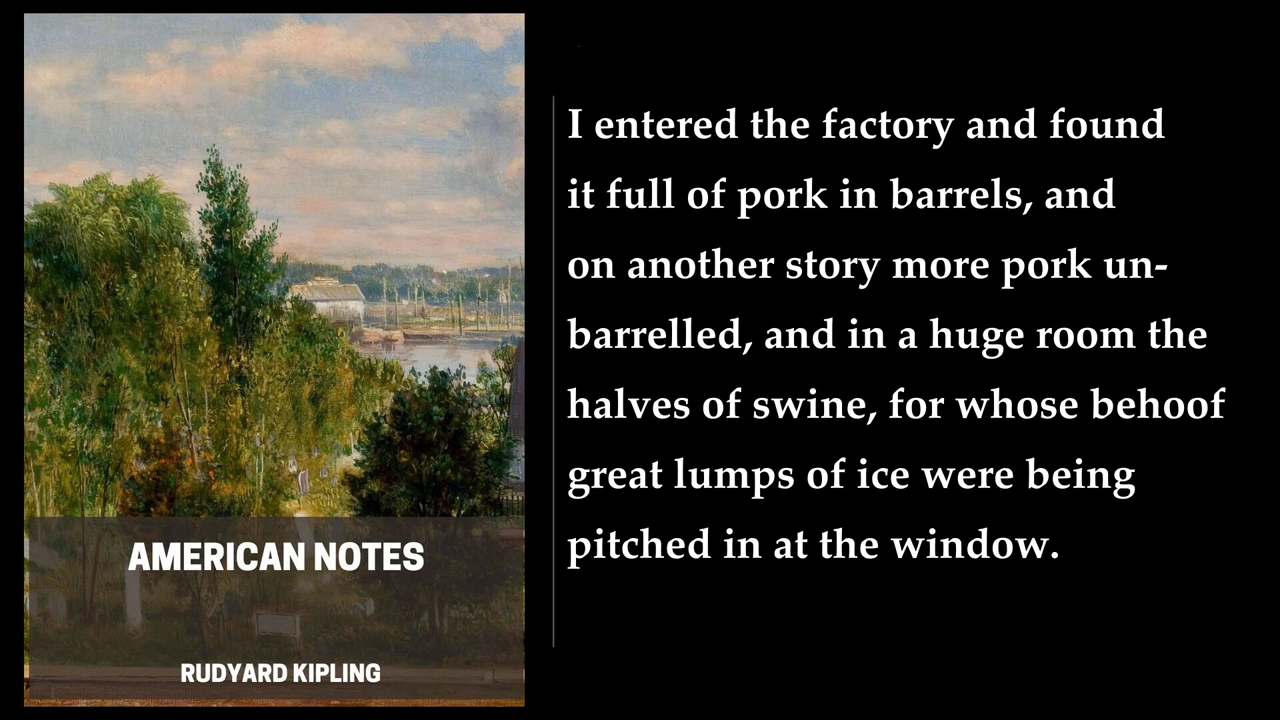 AMERICAN NOTES
RUDYARD KIPLING
I entered the factory and found
it full of pork in barrels, and
on another story more pork un-
barrelled, and in a huge room the
halves of swine, for whose behoof
great lumps of ice were being
pitched in at the window.